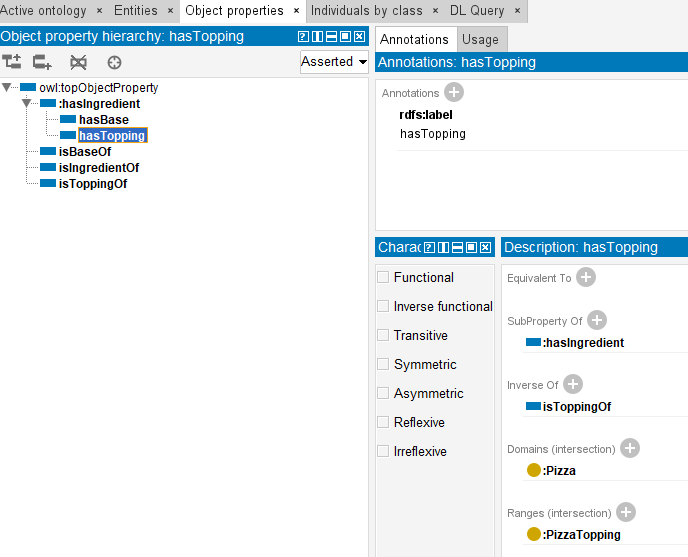 Active ontology × Entities × Object properties × Individuals by class × DL Query ×
Object property hierarchy: hasTopping
Asserted
owl:topObjectProperty
:hasIngredient
hasBase
hasTopping
isBaseOf
isIngredientOf
isToppingOf
Annotations Usage
Annotations: hasTopping
Annotations
rdfs:label
hasTopping
Charac
Functional
Inverse functional
Transitive
Symmetric
Asymmetric
Reflexive
Irreflexive
Description: hasTopping
Equivalent To
SubProperty Of
:hasIngredient
Inverse Of
isToppingOf
Domains (intersection)
:Pizza
Ranges (intersection)
:PizzaTopping